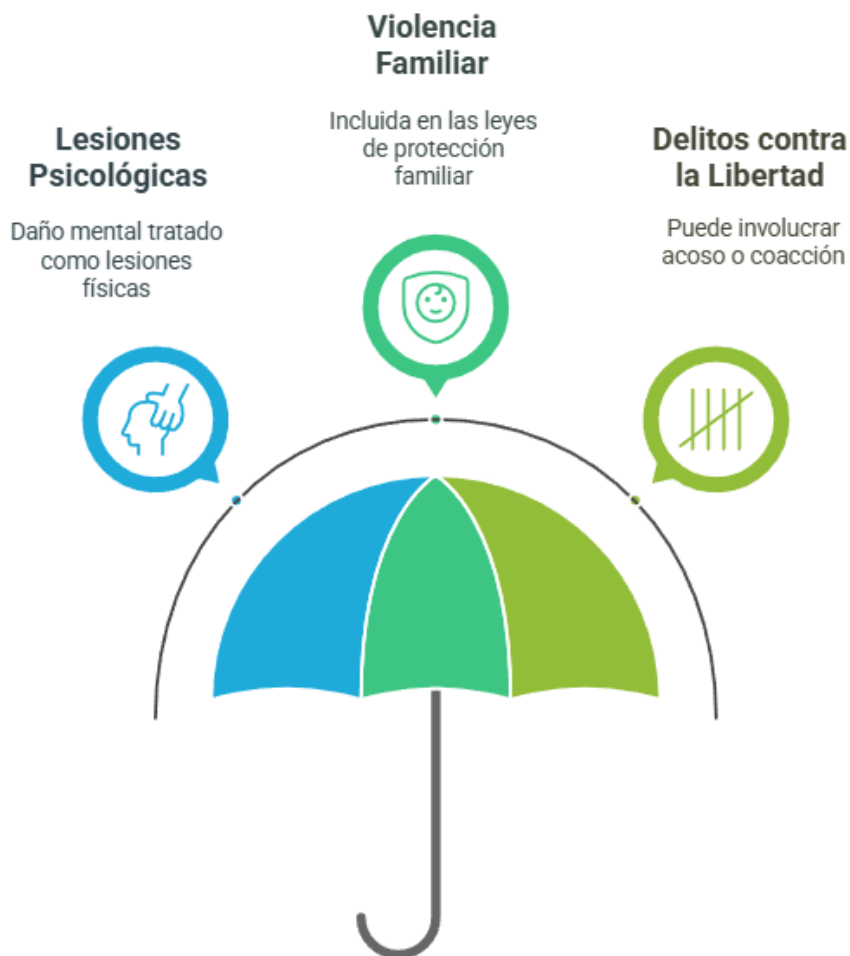 Violencia
Familiar
Incluida en las leyes
de protección
familiar
Lesiones
Psicológicas
Daño mental tratado
como lesiones
físicas
Delitos contra
la Libertad
Puede involucrar
acoso o coacción